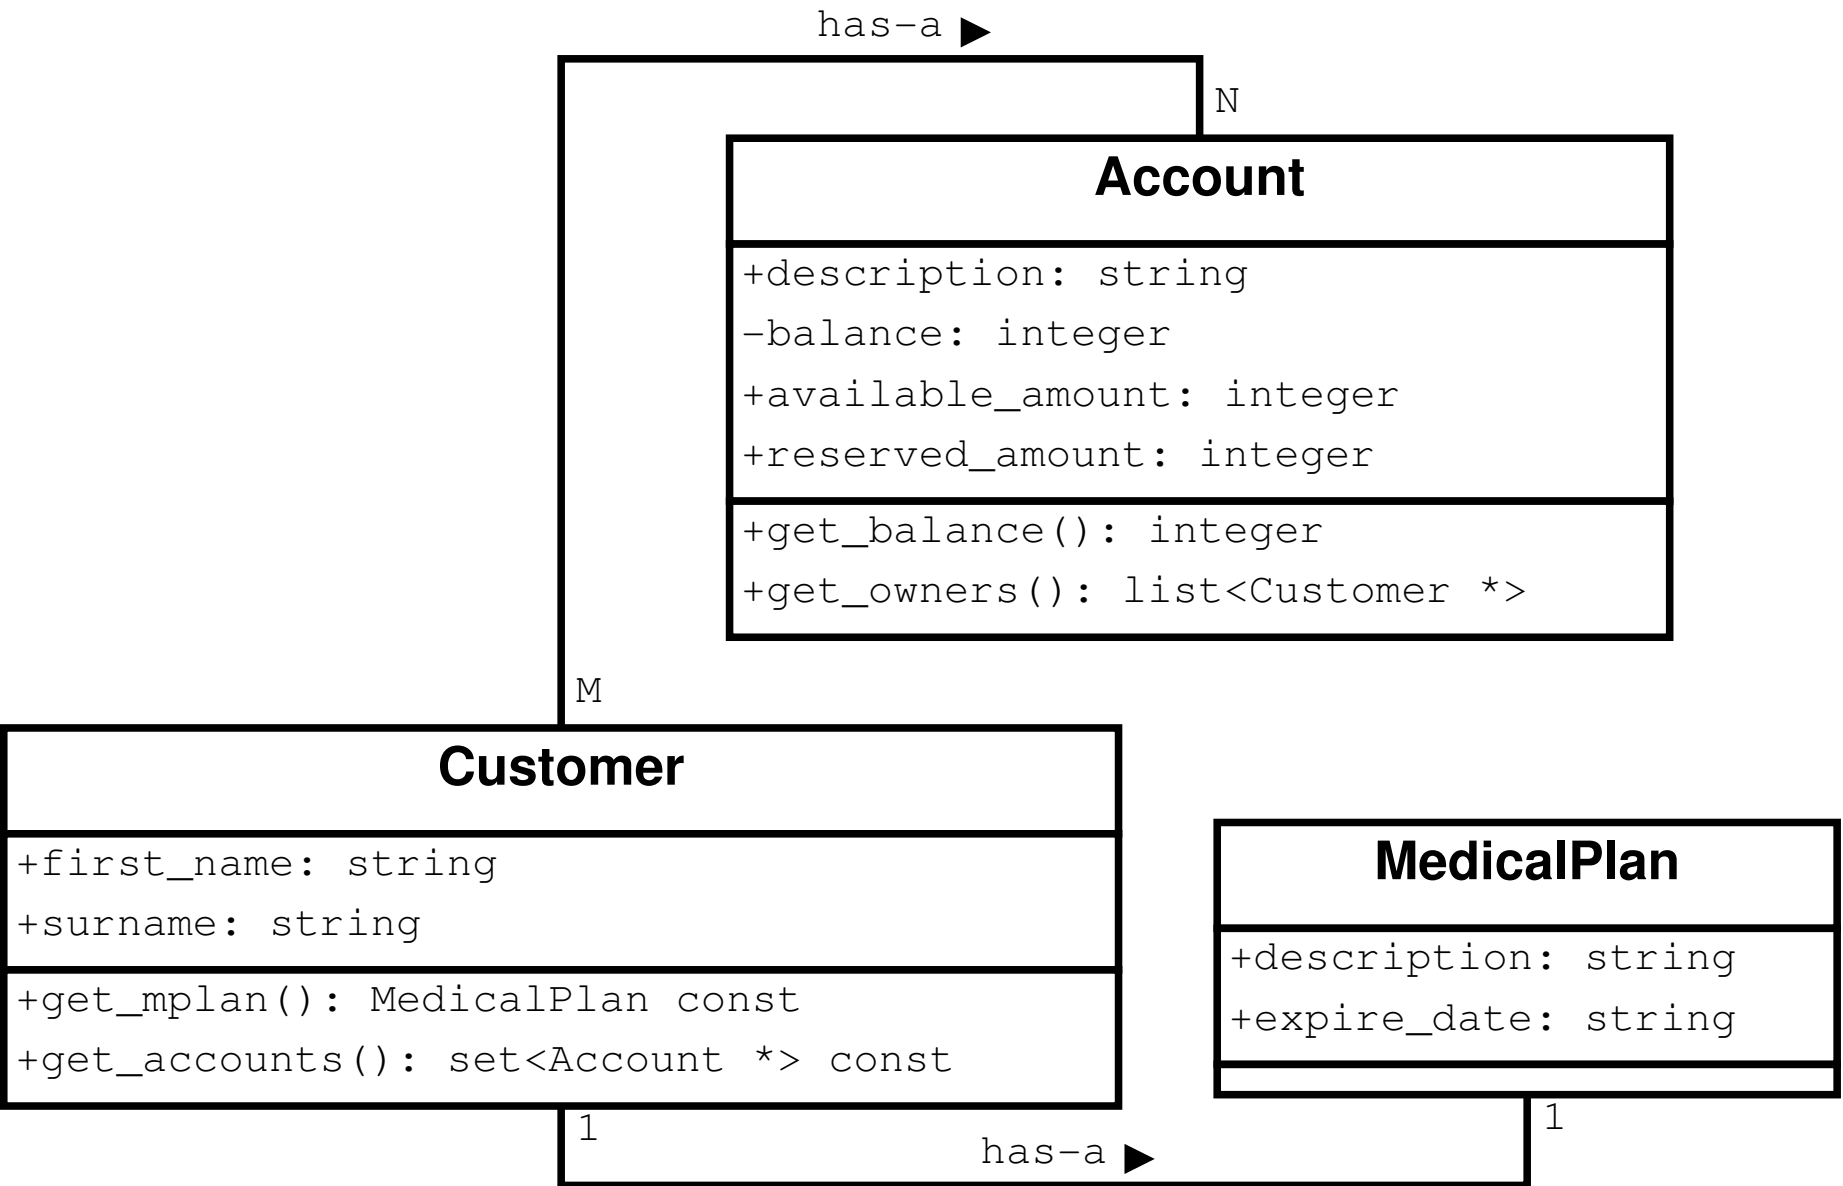 has-a ▶
N
Account
+description: string
-balance: integer
+available_amount: integer
+reserved_amount: integer
+get_balance(): integer
+get_owners(): list<Customer *>
M
Customer
+first_name: string
+surname: string
+get_mplan(): MedicalPlan const
+get_accounts(): set<Account *> const
MedicalPlan
+description: string
+expire_date: string
1
has-a ▶
1